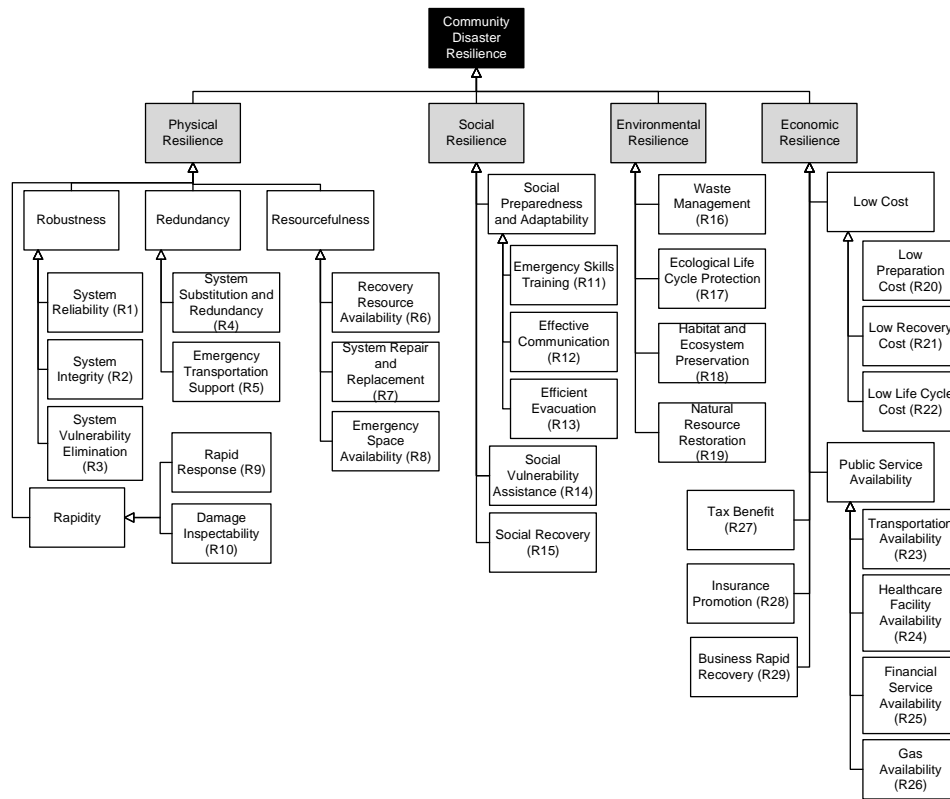 Community
Disaster
Resilience
Physical
Resilience
Social
Resilience
Environmental
Resilience
Economic
Resilience
Robustness
Redundancy
Resourcefulness
System
Reliability (R1)
System
Integrity (R2)
System
Vulnerability
Elimination
(R3)
System
Substitution and
Redundancy
(R4)
Emergency
Transportation
Support (R5)
Recovery
Resource
Availability (R6)
System Repair
and
Replacement
(R7)
Emergency
Space
Availability (R8)
Rapidity
Rapid
Response (R9)
Damage
Inspectability
(R10)
Social
Preparedness
and Adaptability
Emergency Skills
Training (R11)
Effective
Communication
(R12)
Efficient
Evacuation
(R13)
Social
Vulnerability
Assistance (R14)
Social Recovery
(R15)
Waste
Management
(R16)
Ecological Life
Cycle Protection
(R17)
Habitat and
Ecosystem
Preservation
(R18)
Natural
Resource
Restoration
(R19)
Low Cost
Low
Preparation
Cost (R20)
Low Recovery
Cost (R21)
Low Life Cycle
Cost (R22)
Public Service
Availability
Transportation
Availability
(R23)
Healthcare
Facility
Availability
(R24)
Financial
Service
Availability
(R25)
Gas
Availability
(R26)
Tax Benefit
(R27)
Insurance
Promotion (R28)
Business Rapid
Recovery (R29)